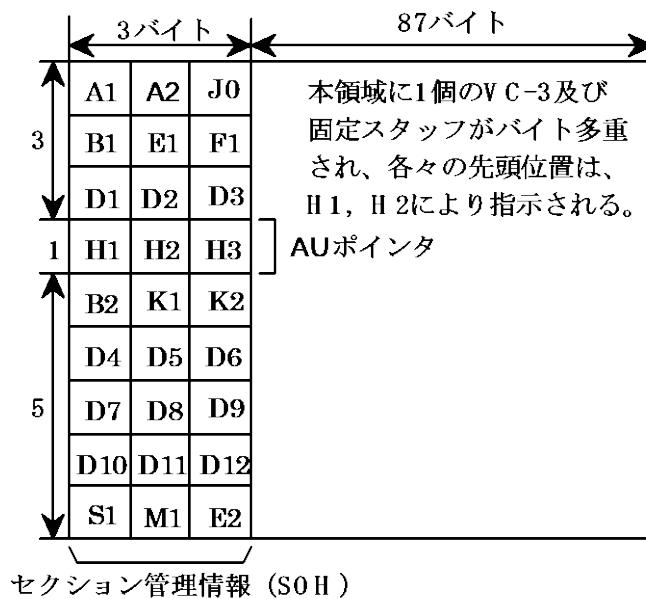 3バイト
87バイト
A1 A2 J0
B1 E1 F1
D1 D2 D3
3
本領域に1個のVC-3及び
固定スタッフがバイト多重
され、各々の先頭位置は、
H1, H2により指示される。
1
H1 H2 H3
AUポインタ
B2 K1 K2
D4 D5 D6
5
D7 D8 D9
D10 D11 D12
S1 M1 E2
セクション管理情報 (SOH)